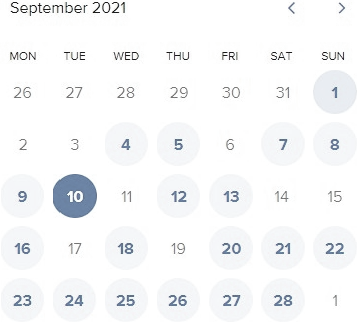 September 2021
MON TUE WED THU FRI SAT SUN
26 27 28 29 30 31 1
2 3 4 5 6 7 8
9 10 11 12 13 14 15
16 17 18 19 20 21 22
23 24 25 26 27 28 1